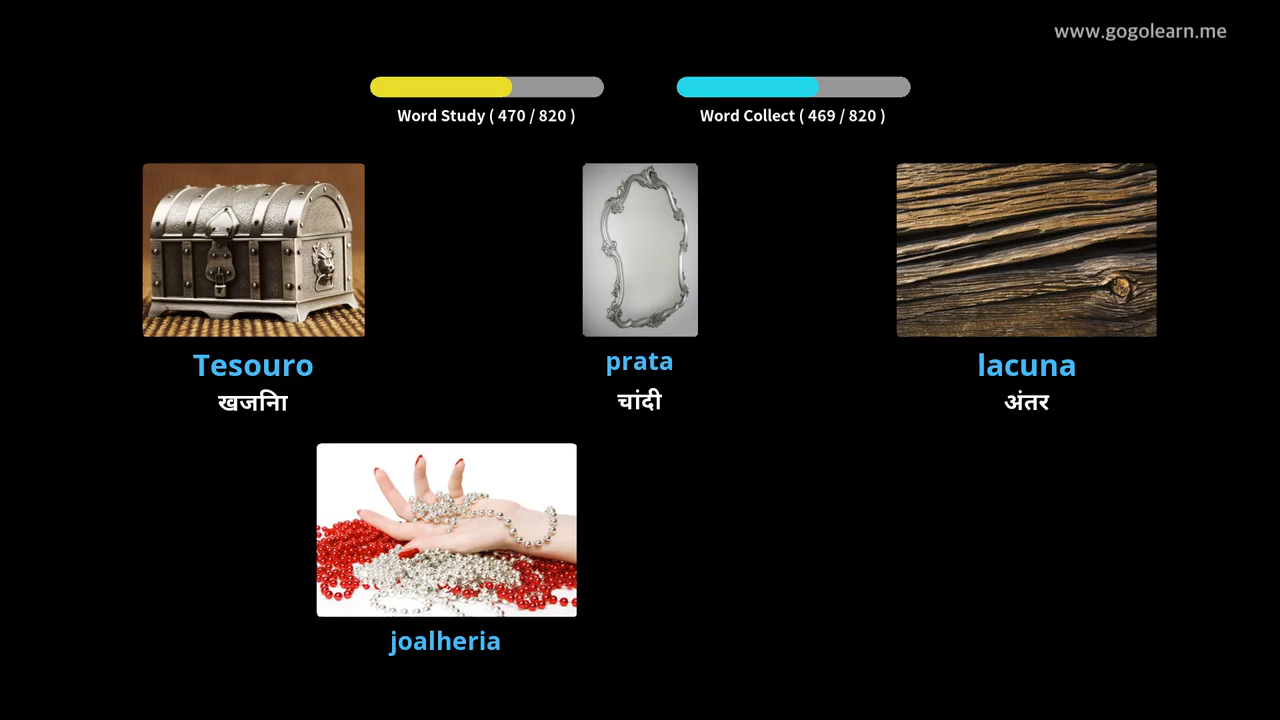 www.gogolearn.me
Word Study ( 470 / 820 )
Word Collect ( 469 / 820 )
Tesouro
खजनिा
prata
चांदी
lacuna
अंतर
joalheria